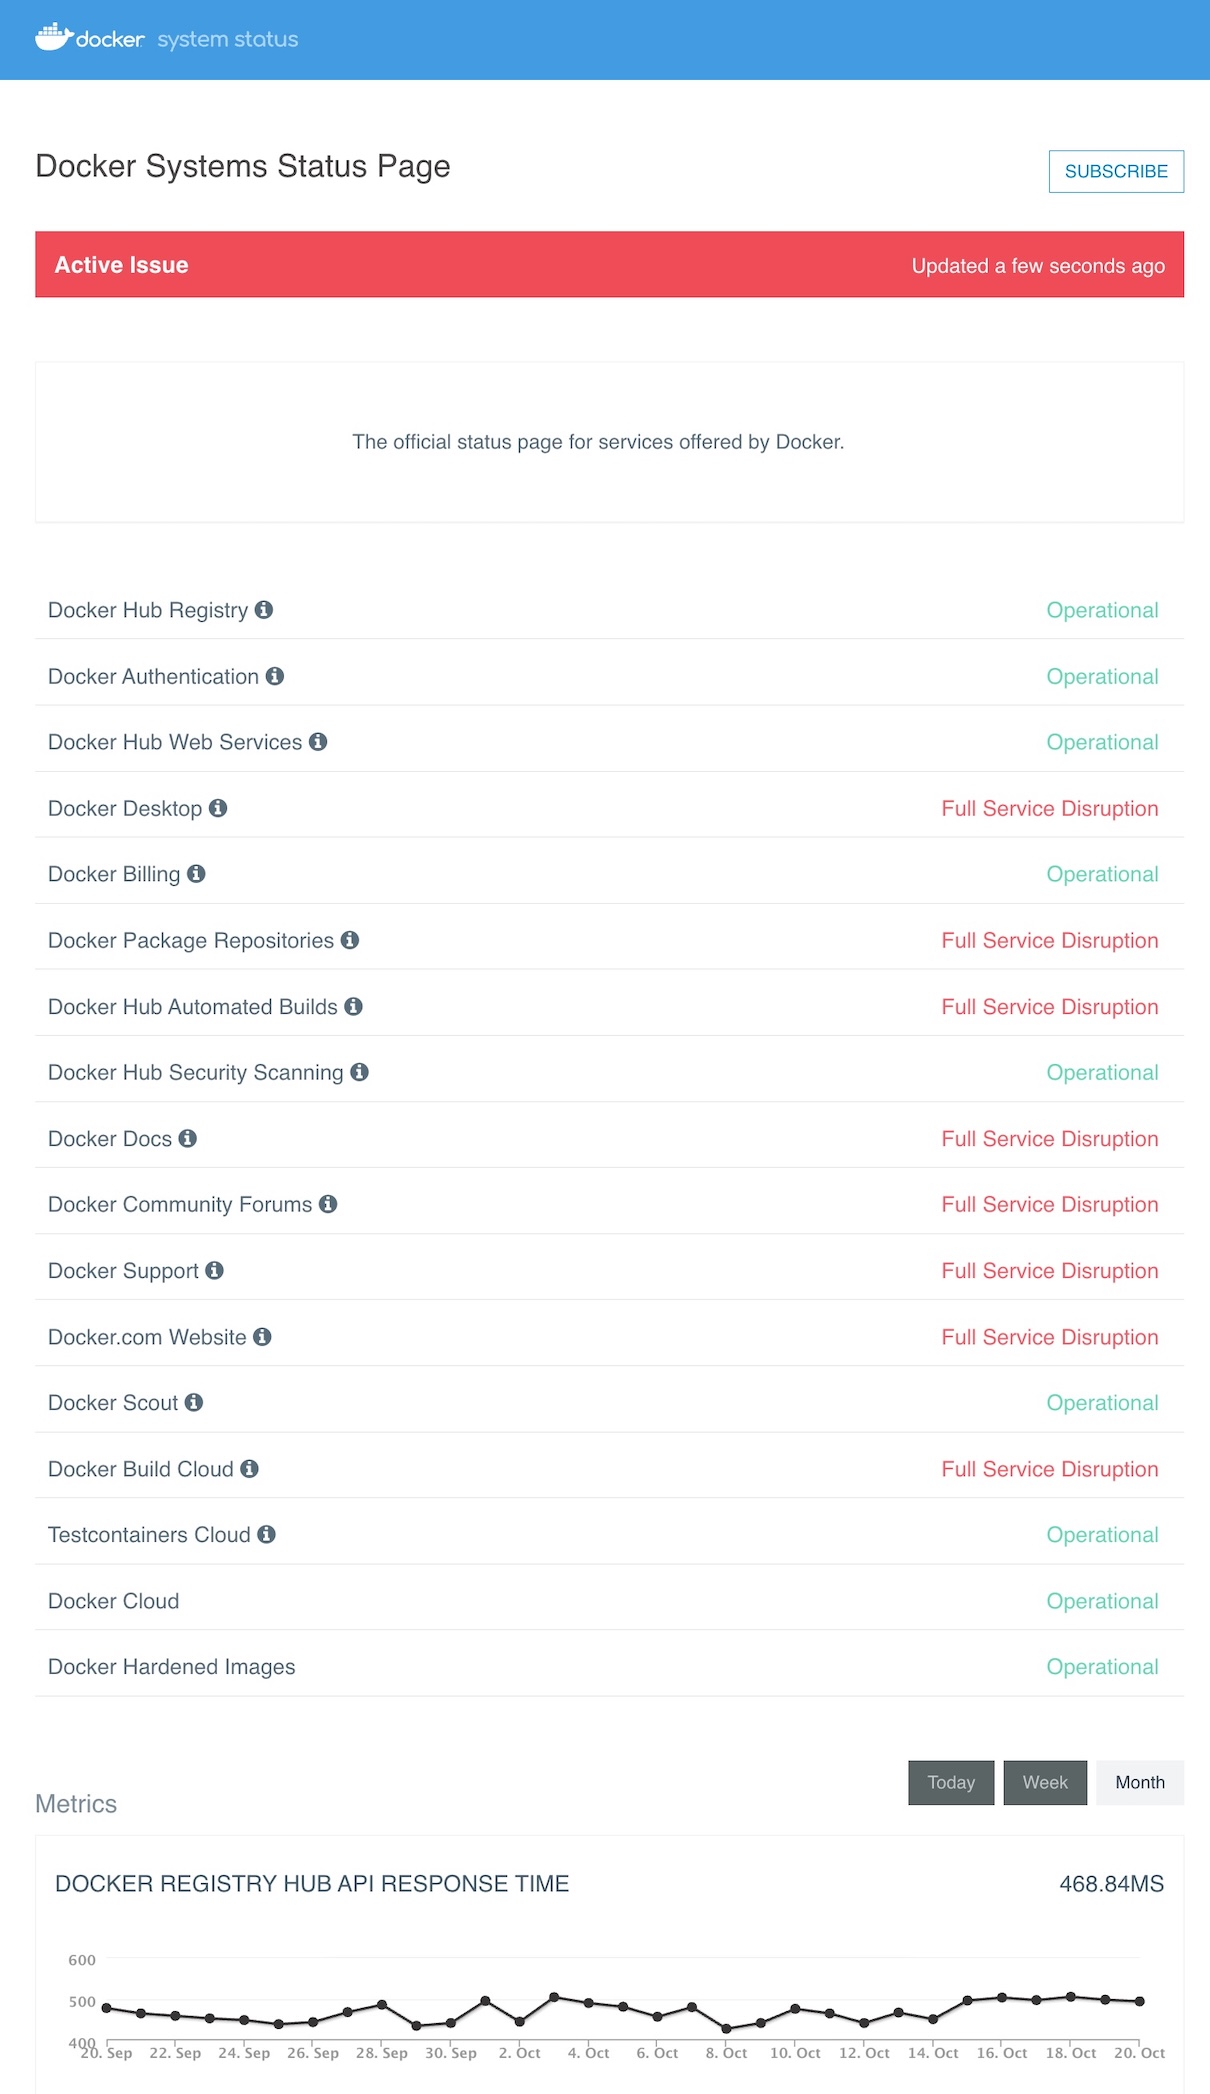 docker system status
Docker Systems Status Page
SUBSCRIBE
Active Issue Updated a few seconds ago
The official status page for services offered by Docker.
Docker Hub Registry Operational
Docker Authentication Operational
Docker Hub Web Services Operational
Docker Desktop Full Service Disruption
Docker Billing Operational
Docker Package Repositories Full Service Disruption
Docker Hub Automated Builds Full Service Disruption
Docker Hub Security Scanning Operational
Docker Docs Full Service Disruption
Docker Community Forums Full Service Disruption
Docker Support Full Service Disruption
Docker.com Website Full Service Disruption
Docker Scout Operational
Docker Build Cloud Full Service Disruption
Testcontainers Cloud Operational
Docker Cloud Operational
Docker Hardened Images Operational
Today Week Month
Metrics
DOCKER REGISTRY HUB API RESPONSE TIME 468.84MS
600
500
400
20. Sep 22. Sep 24. Sep 26. Sep 28. Sep 30. Sep 2. Oct 4. Oct 6. Oct 8. Oct 10. Oct 12. Oct 14. Oct 16. Oct 18. Oct 20. Oct